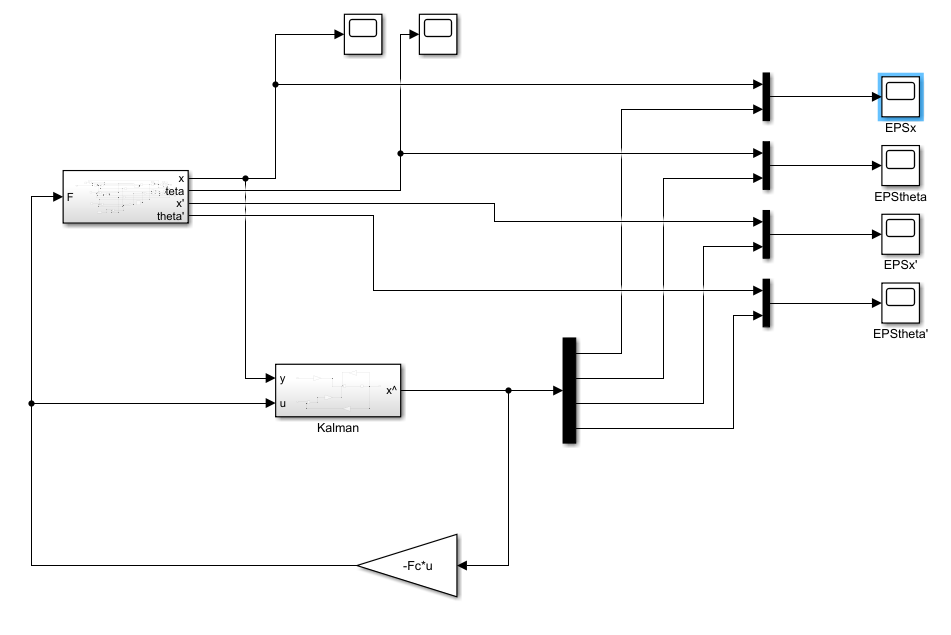 EPSx
x
teta
F
x'
theta'
EPStheta
EPSx'
EPStheta'
y
x^
u
Kalman
-Fc*u